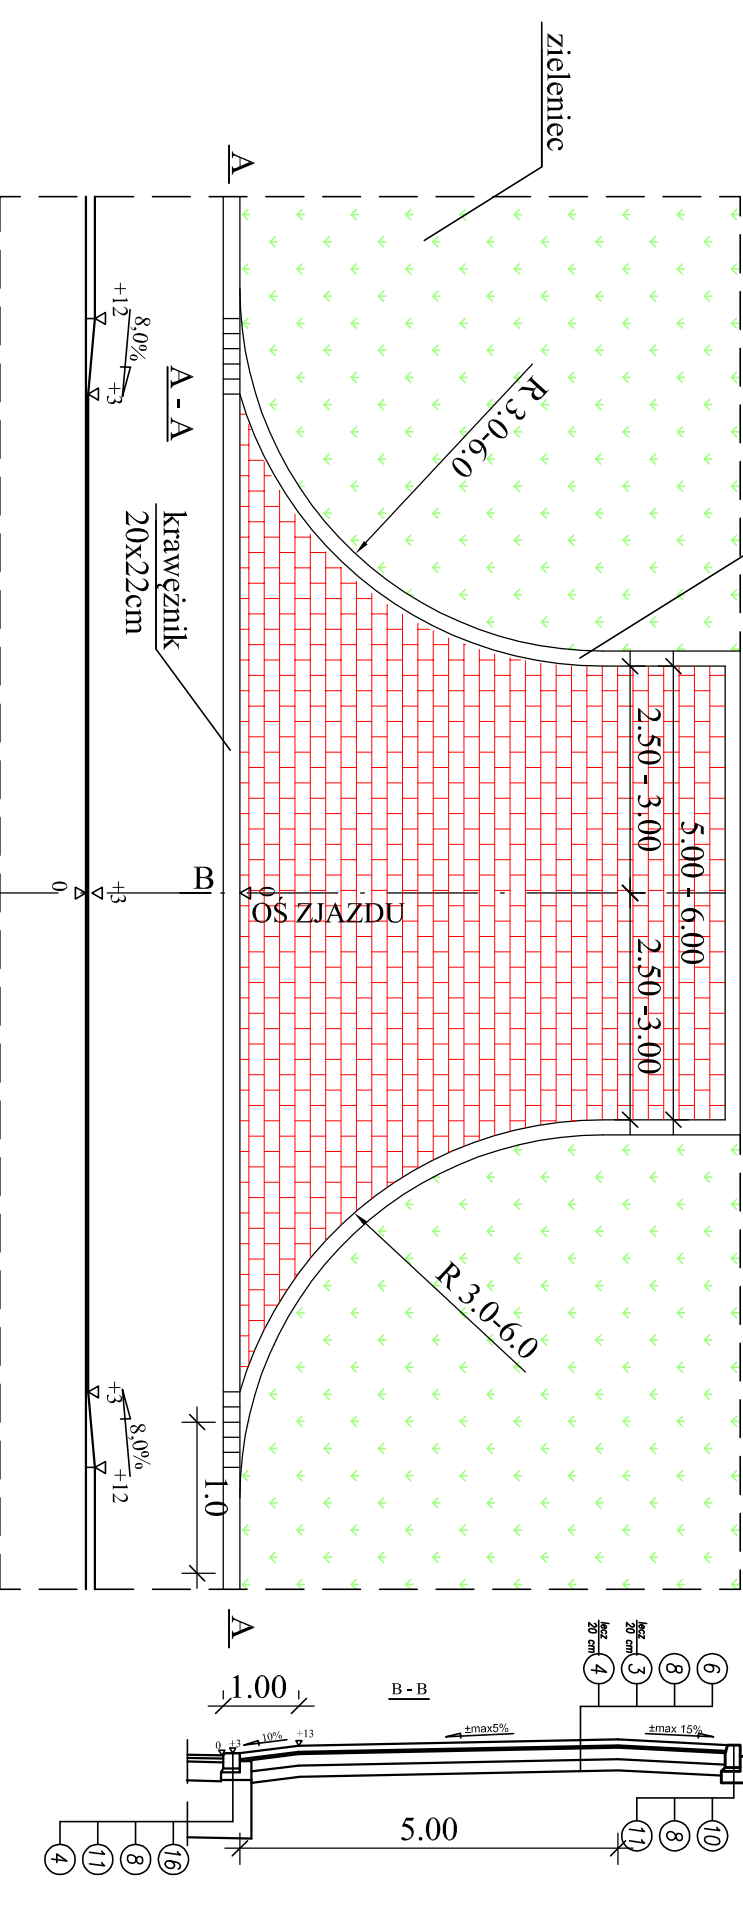 zieleniec
A
R 3.0-6.0
+12
8,0%
+3
A - A
krawężnik
20x22cm
2.50 - 3.00
5.00 - 6.00
2.50 -3.00
0
+3
B
0
OŚ ZJAZDU
R 3.0-6.0
+3
8,0%
+12
1.0
A
lecz
20 cm
4
lecz
20 cm
3
8
6
B - B
1.00
0
+3
10%
+13
±max5%
±max 15%
5.00
11
8
10
4
11
8
16